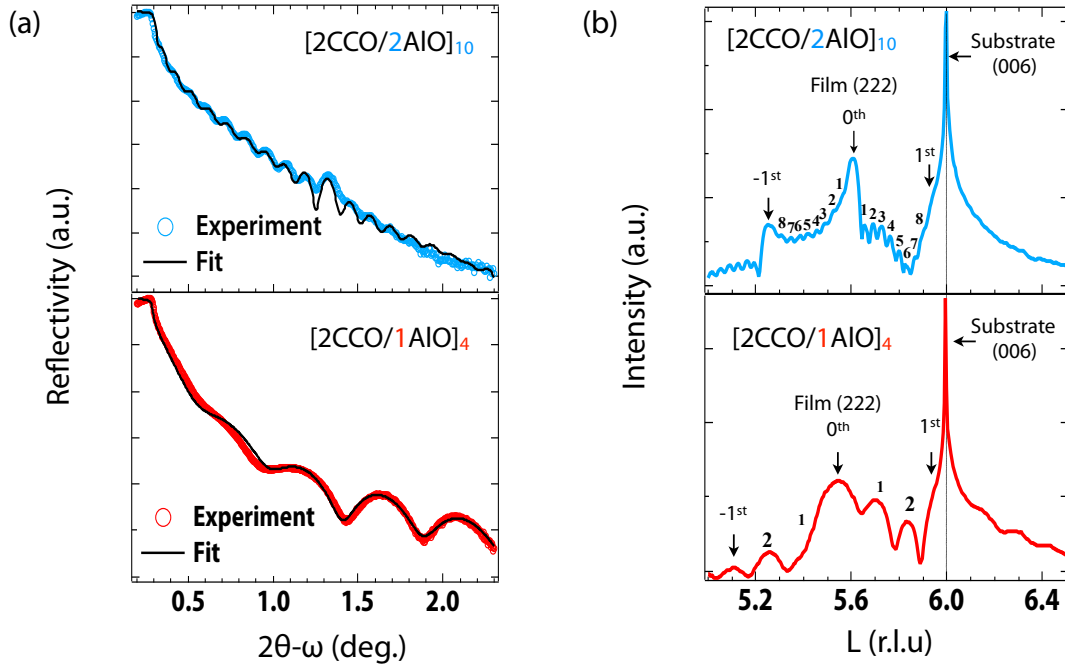 (a)
[2CCO/2AlO]10
Experiment
Fit
[2CCO/1AlO]4
Experiment
Fit
Reflectivity (a.u.)
0.5 1.0 1.5 2.0
2θ-ω (deg.)
(b)
[2CCO/2AlO]10
Substrate
(006)
Film (222)
0th
1st
-1st
8 7 6 5 4 3 2 1
1 2 3 4 5 6 7 8
[2CCO/1AlO]4
Substrate
(006)
Film (222)
0th
1st
-1st
2 1
1 2
Intensity (a.u.)
5.2 5.6 6.0 6.4
L (r.l.u)